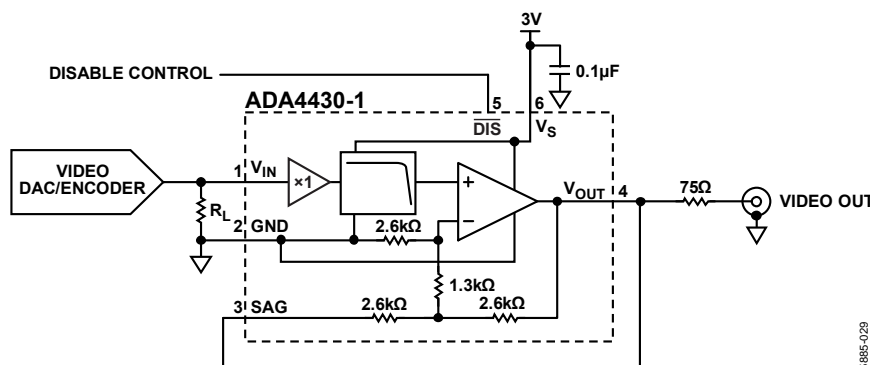 3V
0.1µF
DISABLE CONTROL
ADA4430-1
5
6
DIS
VS
VIDEO
DAC/ENCODER
1
VIN
×1
RL
2
GND
2.6kΩ
+
−
VOUT
4
75Ω
VIDEO OUT
1.3kΩ
3
SAG
2.6kΩ
2.6kΩ